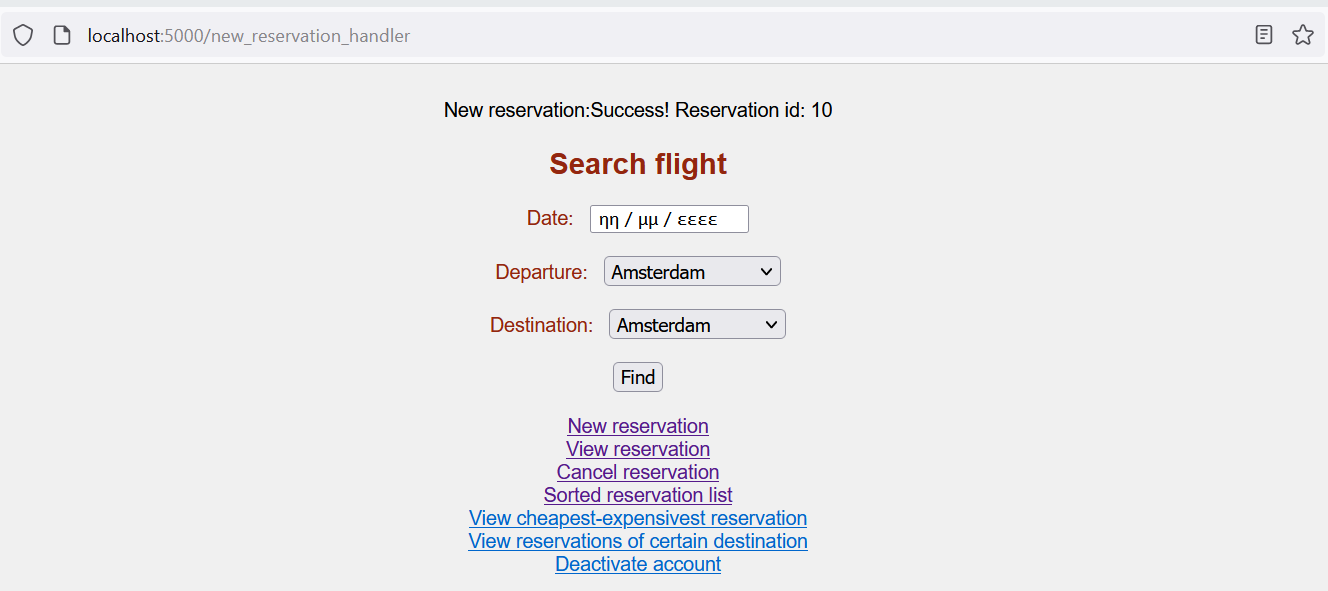 localhost:5000/new_reservation_handler
New reservation:Success! Reservation id: 10
Search flight
Date: ηη / μμ / εεεε
Departure: Amsterdam
Destination: Amsterdam
Find
New reservation
View reservation
Cancel reservation
Sorted reservation list
View cheapest-expensivest reservation
View reservations of certain destination
Deactivate account